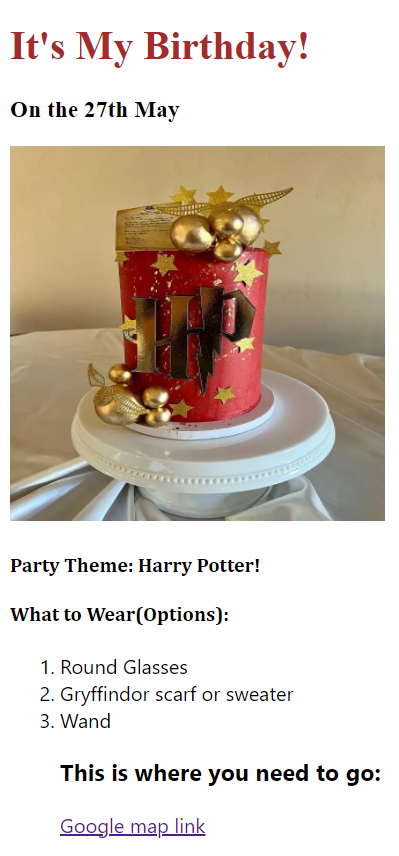 It's My Birthday!
On the 27th May
HP
Party Theme: Harry Potter!
What to Wear(Options):
1. Round Glasses
2. Gryffindor scarf or sweater
3. Wand
This is where you need to go:
Google map link